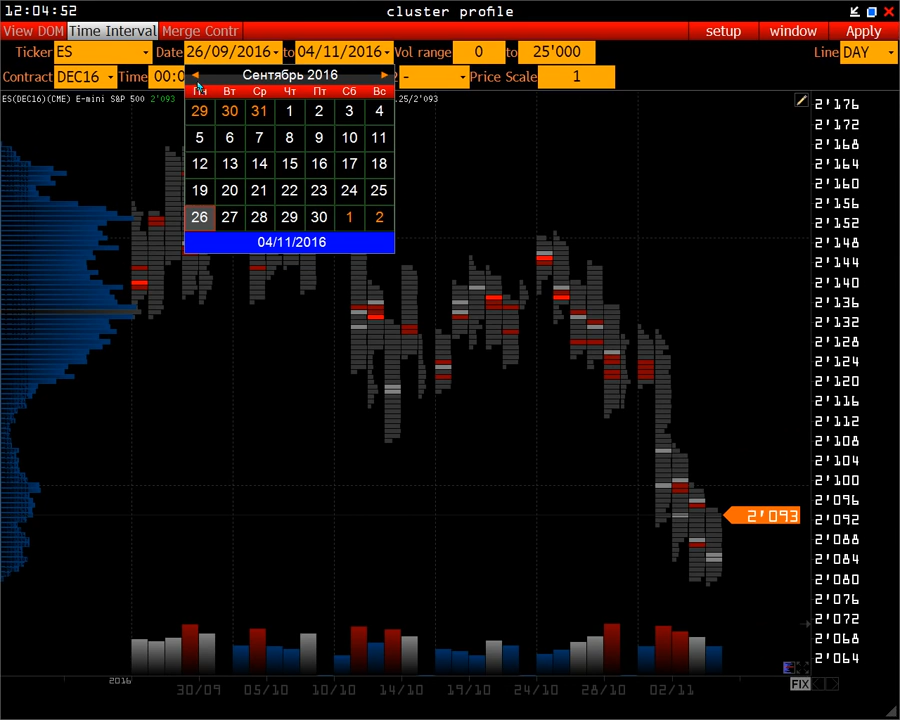 12:04:52 cluster profile
View DOM Time Interval Merge Contr setup window Apply
Ticker ES Date 26/09/2016 to 04/11/2016 Vol range 0 to 25'000 Line DAY
Contract DEC16 Time 00:0 - Price Scale 1
Сентябрь 2016
Вт Ср Чт Пт Сб Вс
29 30 31 1 2 3 4
5 6 7 8 9 10 11
12 13 14 15 16 17 18
19 20 21 22 23 24 25
26 27 28 29 30 1 2
04/11/2016
ES(DEC16)(CME) E-mini S&P 500 2'093 .25/2'093
2'176
2'172
2'168
2'164
2'160
2'156
2'152
2'148
2'144
2'140
2'136
2'132
2'128
2'124
2'120
2'116
2'112
2'108
2'104
2'100
2'096
2'093
2'092
2'088
2'084
2'080
2'076
2'072
2'068
2'064
2016 30/09 05/10 10/10 14/10 19/10 24/10 28/10 02/11 FIX